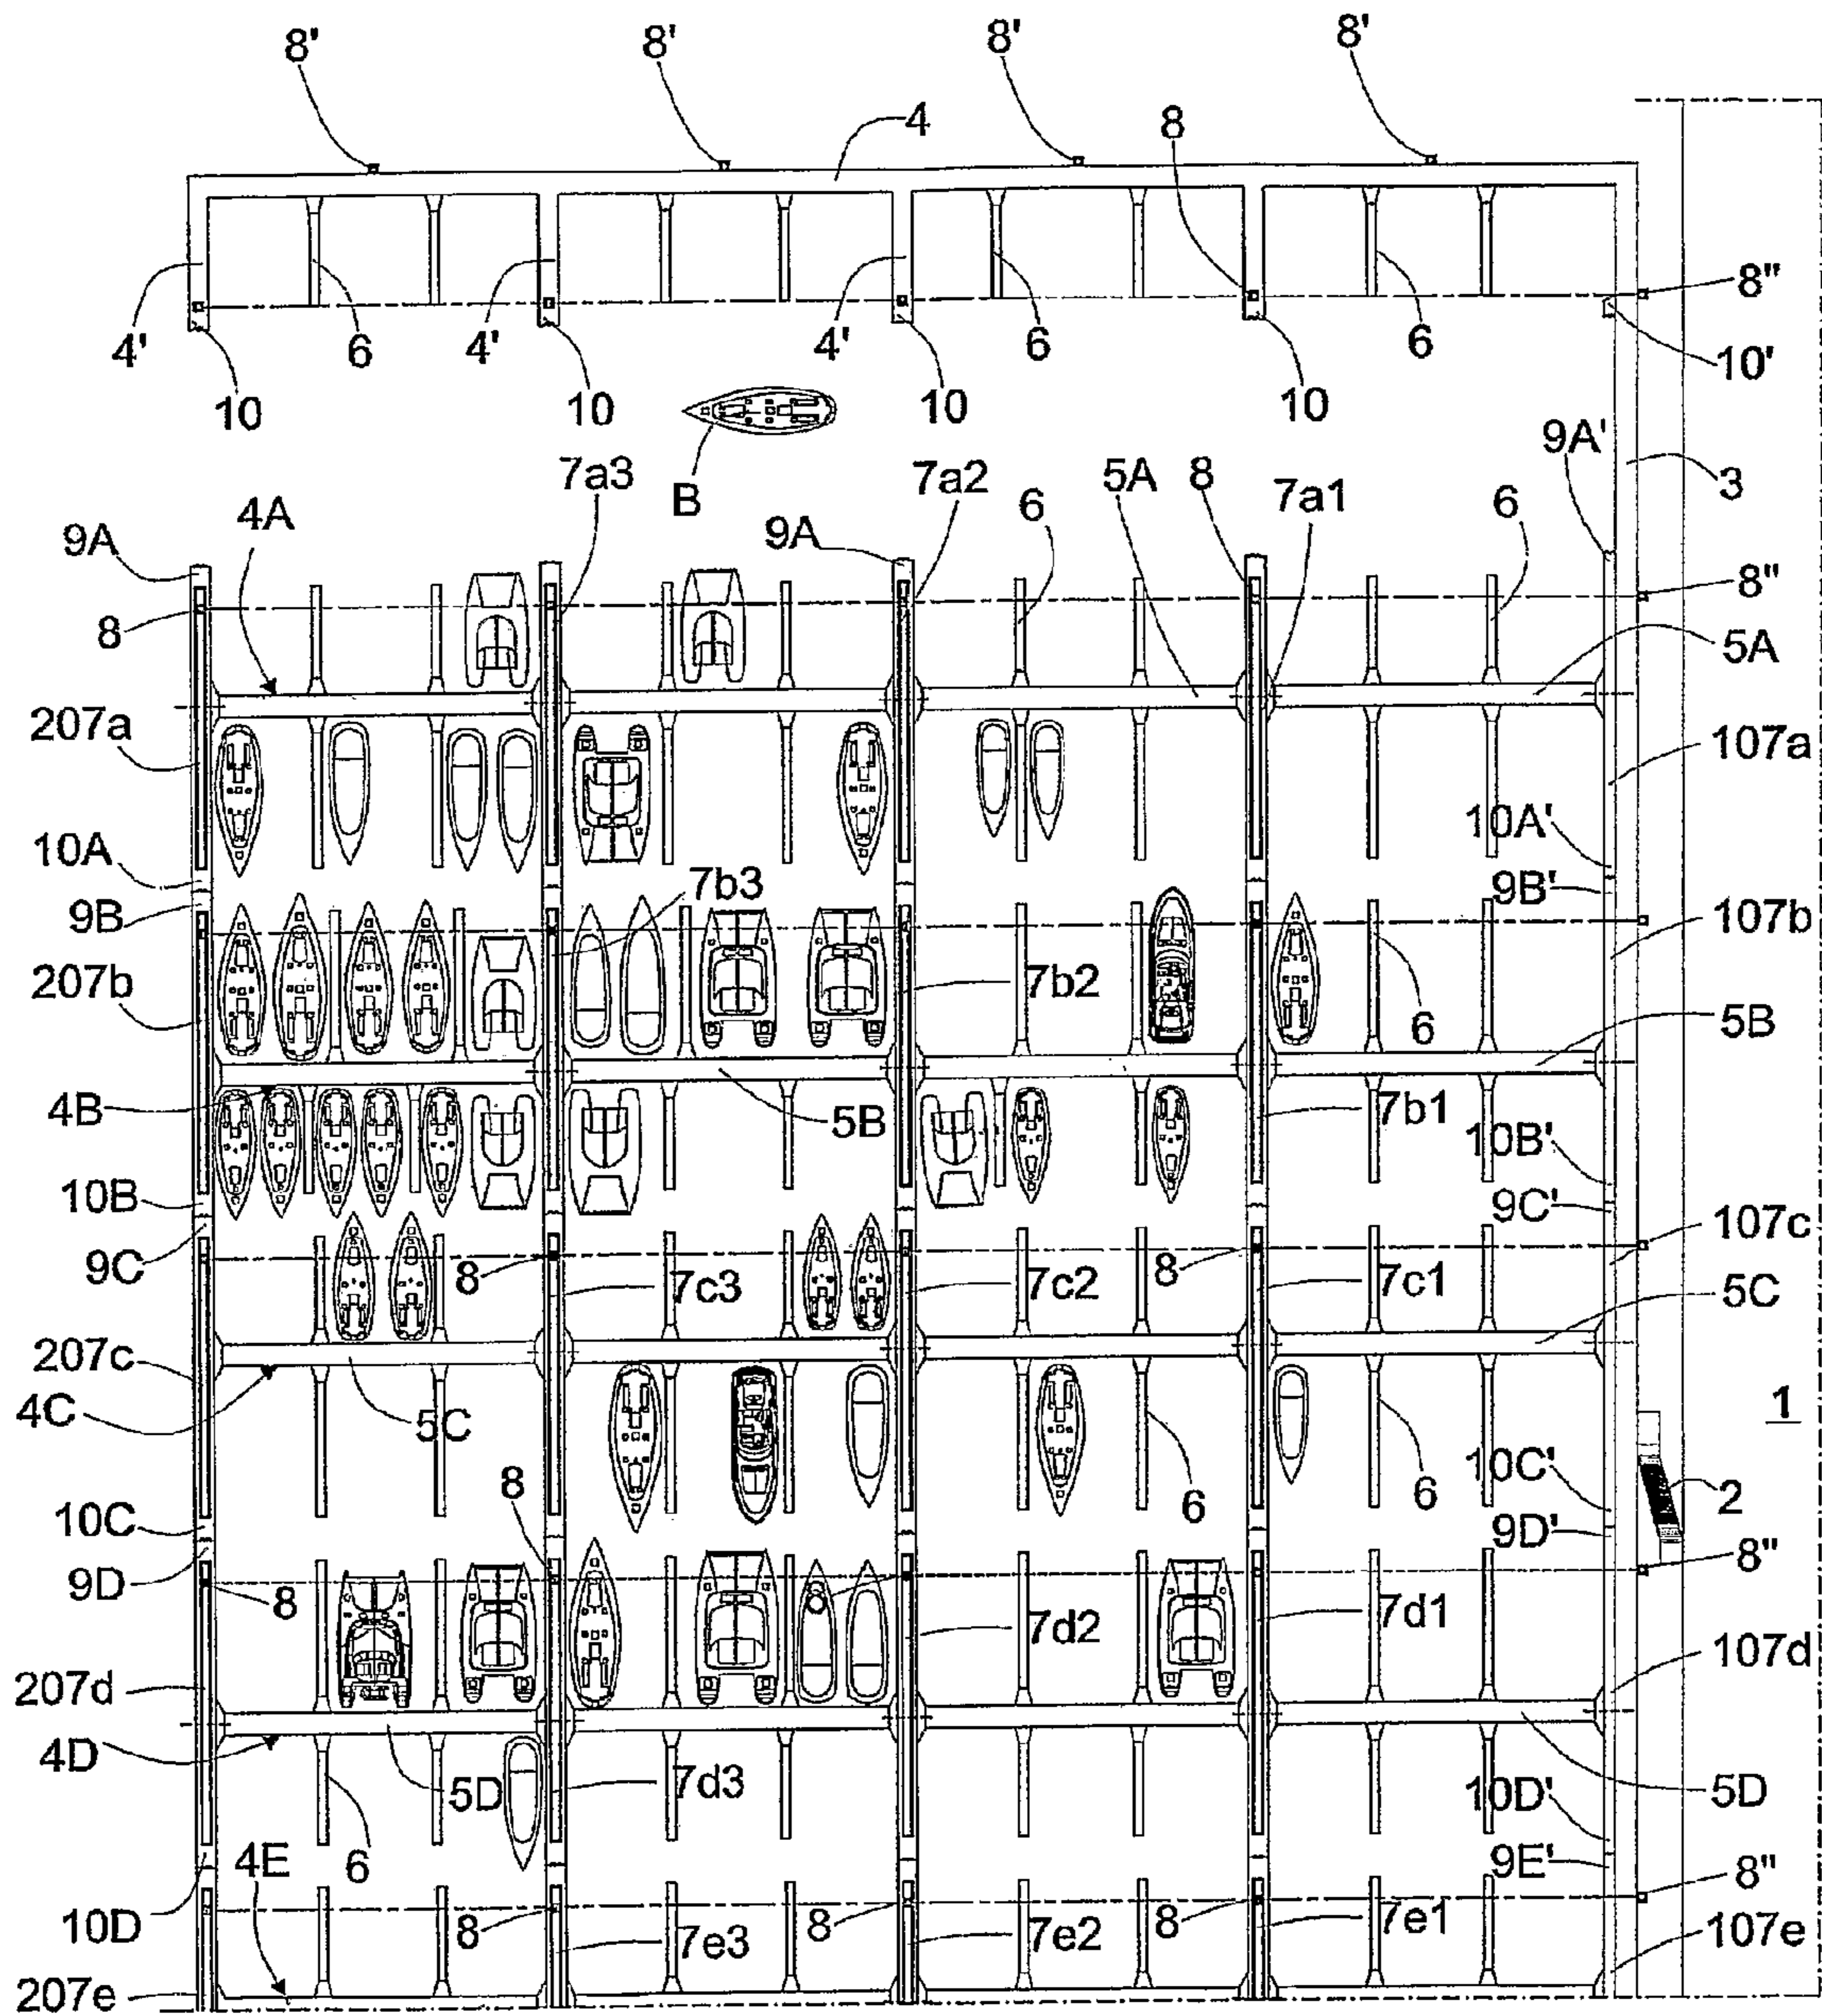 8' 8' 8' 8'
4 8
4' 6 4' 4' 6 6 8"
10 10 10 10 10'
B
9A 4A 7a3 9A 7a2 6 5A 8 7a1 6 9A' 3
8 8"
5A
207a 107a
10A 10A'
9B 7b3 9B' 107b
207b 7b2 6 5B
4B 5B 7b1 10B'
10B 9C' 107c
9C 8 7c3 7c2 8 7c1 5C
207c
4C 5C 1
8 6 6 10C' 2
10C 9D'
9D 8 8 8"
7d2 7d1
207d 107d
4D 5D 7d3 10D' 5D
4E 6 9E' 8"
10D 8 7e3 8 7e2 8 7e1 107e
207e